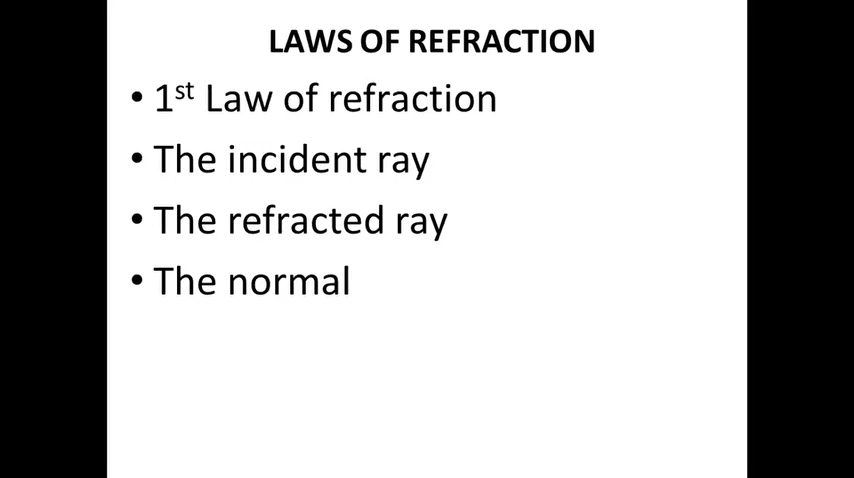 LAWS OF REFRACTION
• 1st Law of refraction
• The incident ray
• The refracted ray
• The normal